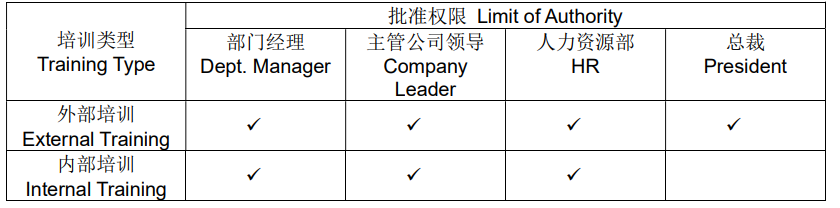 批准权限 Limit of Authority
培训类型
Training Type
部门经理
Dept. Manager
主管公司领导
Company
Leader
人力资源部
HR
总裁
President
外部培训
External Training
✓ ✓ ✓ ✓
内部培训
Internal Training
✓ ✓ ✓